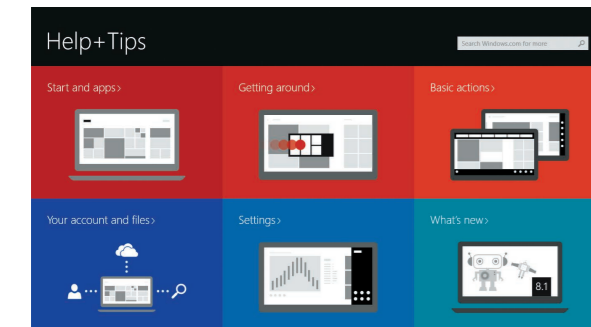 Help+Tips
Search Windows.com for more
Start and apps›
Getting around›
Basic actions›
Your account and files›
Settings›
What's new›
8.1